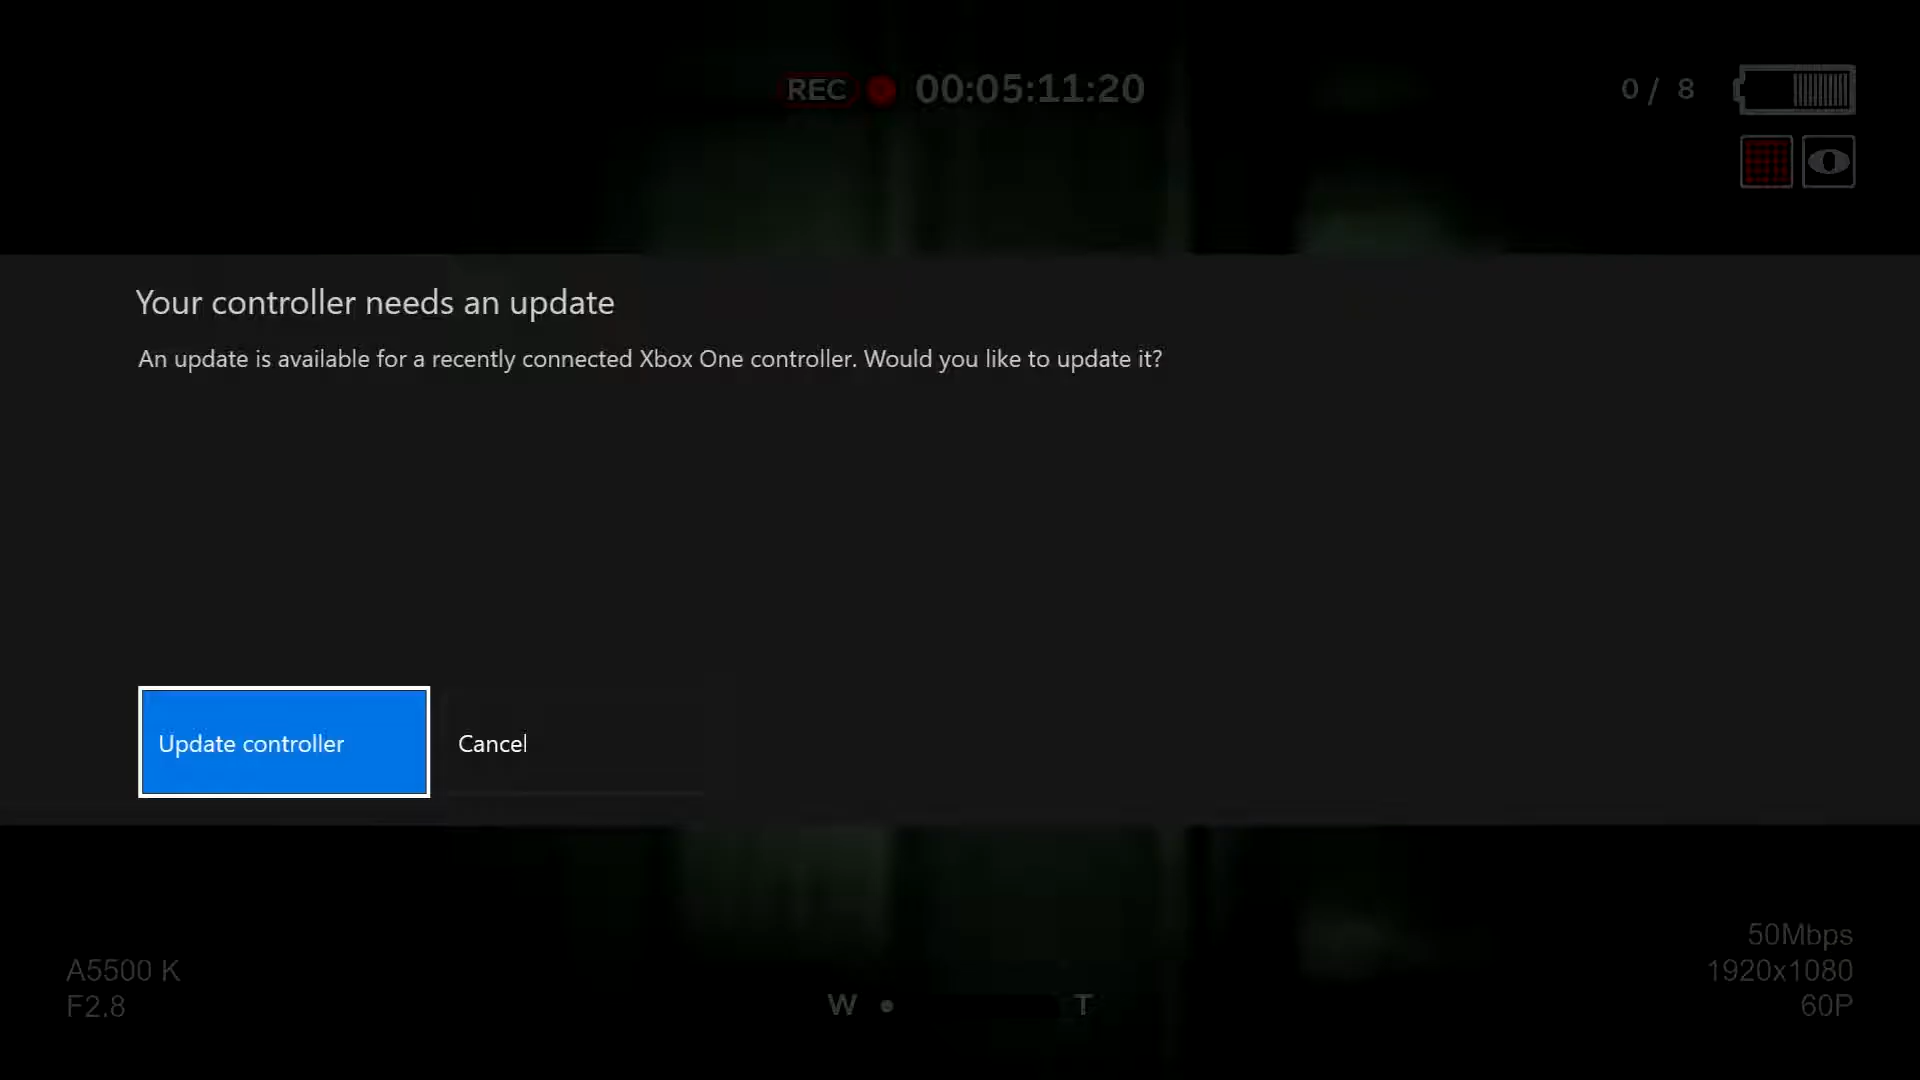 REC 00:05:11:20
0 / 8
Your controller needs an update
An update is available for a recently connected Xbox One controller. Would you like to update it?
Update controller
Cancel
A5500 K
F2.8
W T
50Mbps
1920x1080
60P